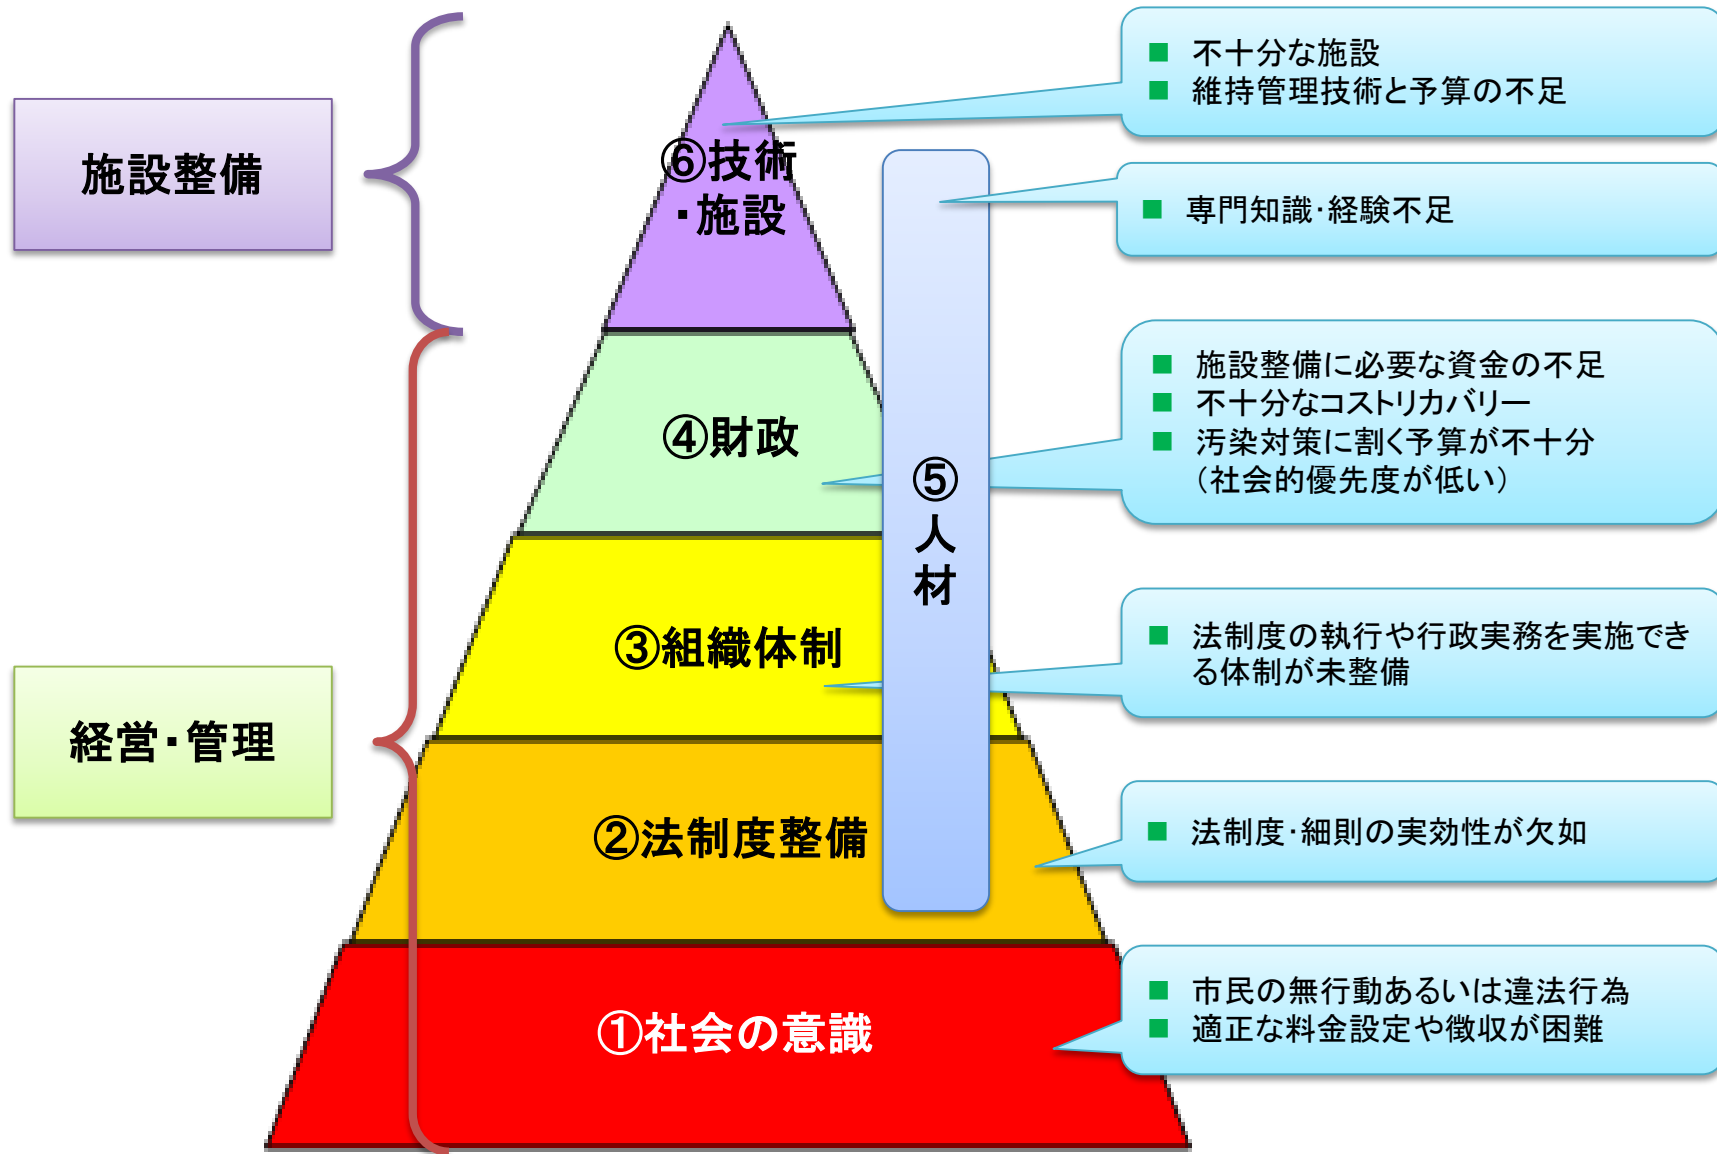 施設整備
経営・管理
⑥技術
・施設
④財政
③組織体制
②法制度整備
①社会の意識
⑤
人
材
■ 不十分な施設
■ 維持管理技術と予算の不足
■ 専門知識・経験不足
■ 施設整備に必要な資金の不足
■ 不十分なコストリカバリー
■ 汚染対策に割く予算が不十分
（社会的優先度が低い）
■ 法制度の執行や行政実務を実施でき
る体制が未整備
■ 法制度・細則の実効性が欠如
■ 市民の無行動あるいは違法行為
■ 適正な料金設定や徴収が困難